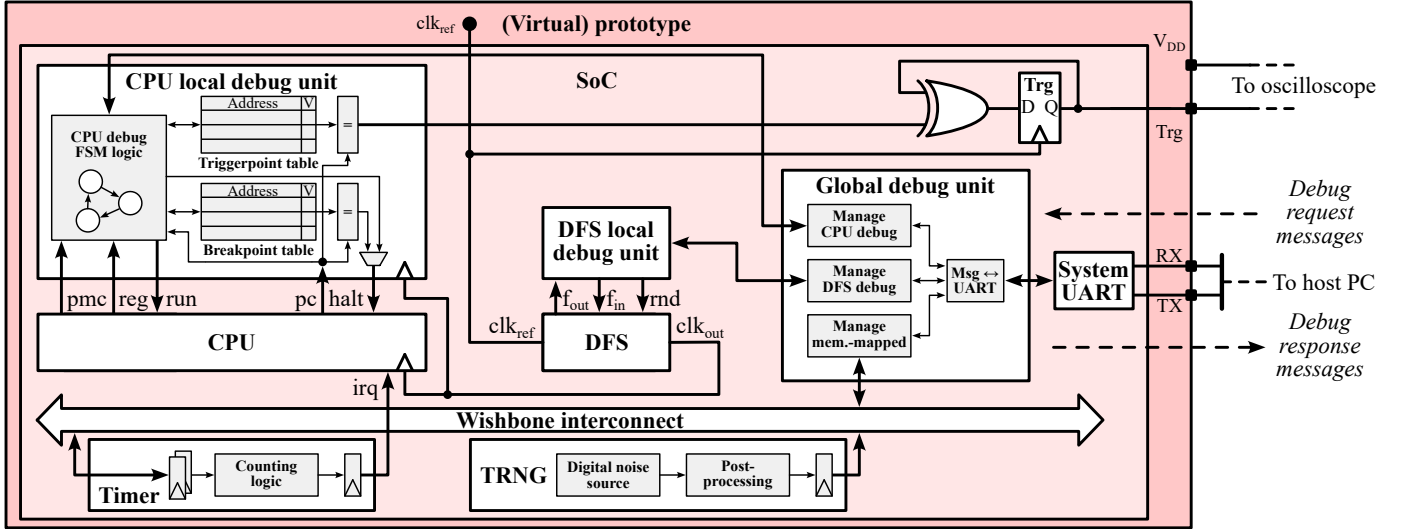 clk_ref
(Virtual) prototype
V_DD
CPU local debug unit
SoC
To oscilloscope
Trg
Trg
D Q
CPU debug
FSM logic
Address V
=
Triggerpoint table
Address V
=
Breakpoint table
Global debug unit
Manage
CPU debug
Manage
DFS debug
Manage
mem.-mapped
Msg ↔
UART
DFS local
debug unit
Debug
request
messages
System
UART
RX
TX
To host PC
Debug
response
messages
pmc reg run pc halt
f_out f_in rnd
clk_ref
DFS
clk_out
CPU
irq
Wishbone interconnect
Timer
Counting
logic
TRNG
Digital noise
source
Post-
processing